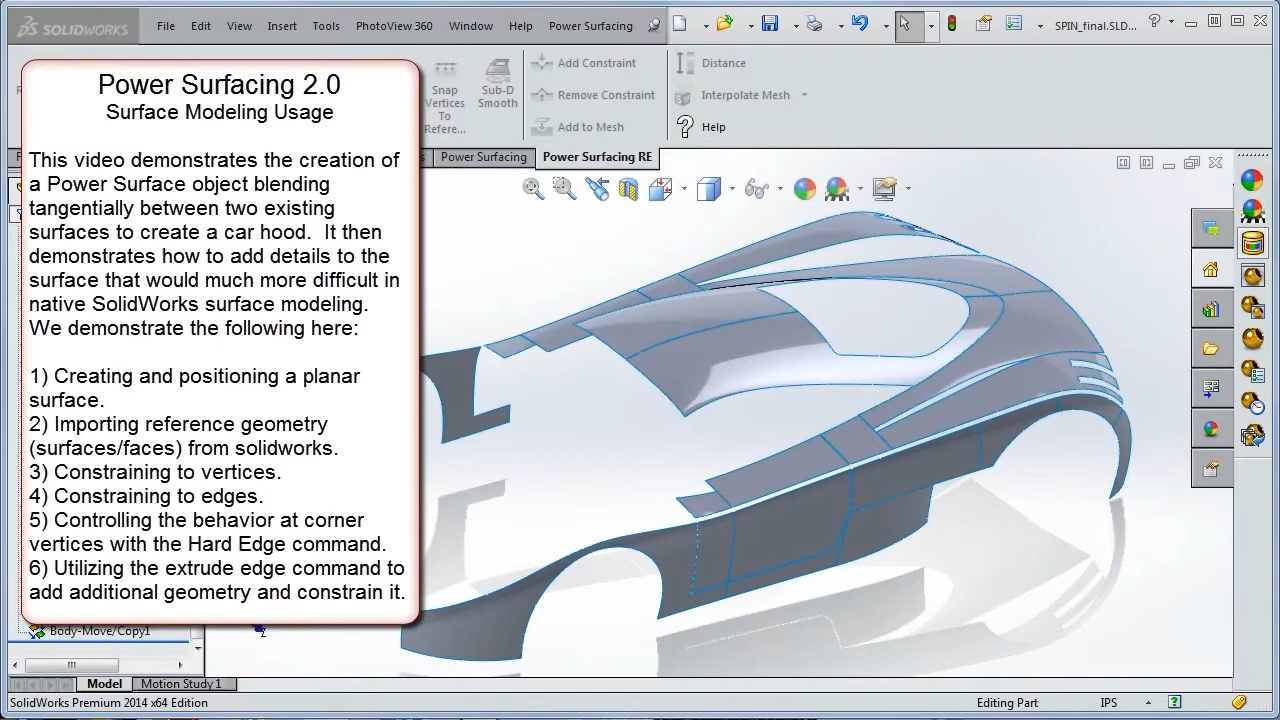 SOLIDWORKS
File Edit View Insert Tools PhotoView 360 Window Help Power Surfacing
SPIN_final.SLD...
Snap Vertices To Refere...
Sub-D Smooth
Add Constraint
Remove Constraint
Add to Mesh
Distance
Interpolate Mesh
Help
Power Surfacing
Power Surfacing RE
Power Surfacing 2.0
Surface Modeling Usage
This video demonstrates the creation of
a Power Surface object blending
tangentially between two existing
surfaces to create a car hood.  It then
demonstrates how to add details to the
surface that would much more difficult in
native SolidWorks surface modeling.
We demonstrate the following here:
1) Creating and positioning a planar
surface.
2) Importing reference geometry
(surfaces/faces) from solidworks.
3) Constraining to vertices.
4) Constraining to edges.
5) Controlling the behavior at corner
vertices with the Hard Edge command.
6) Utilizing the extrude edge command to
add additional geometry and constrain it.
Body-Move/Copy1
Model
Motion Study 1
SolidWorks Premium 2014 x64 Edition
Editing Part
IPS